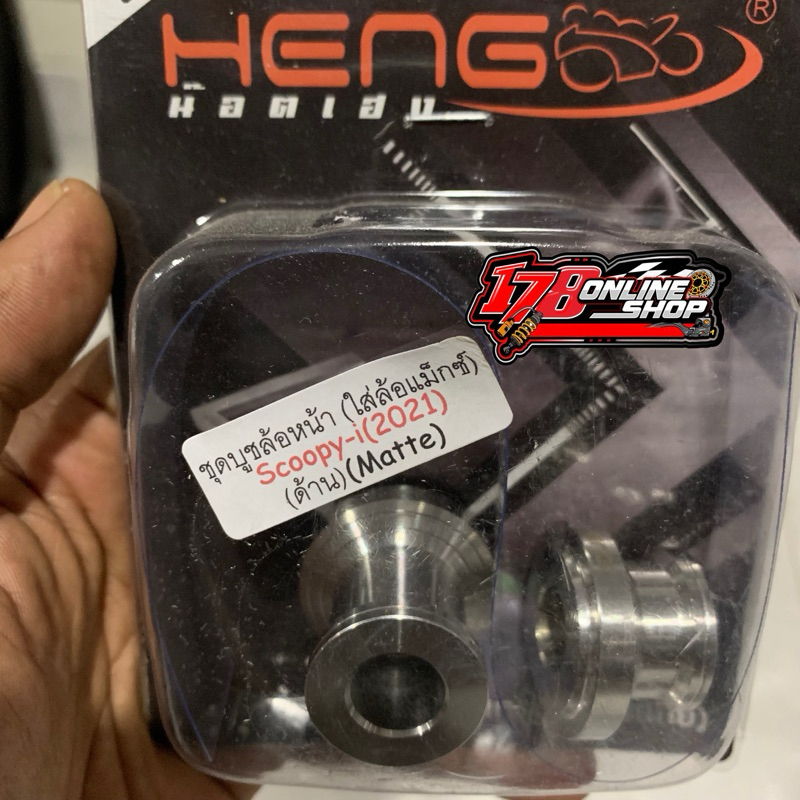 HENG
®
น๊อตเฮง
178 ONLINE
SHOP
ชุดบูชล้อหน้า (ใส่ล้อแม็กซ์)
Scoopy-i(2021)
(ด้าน)(Matte)